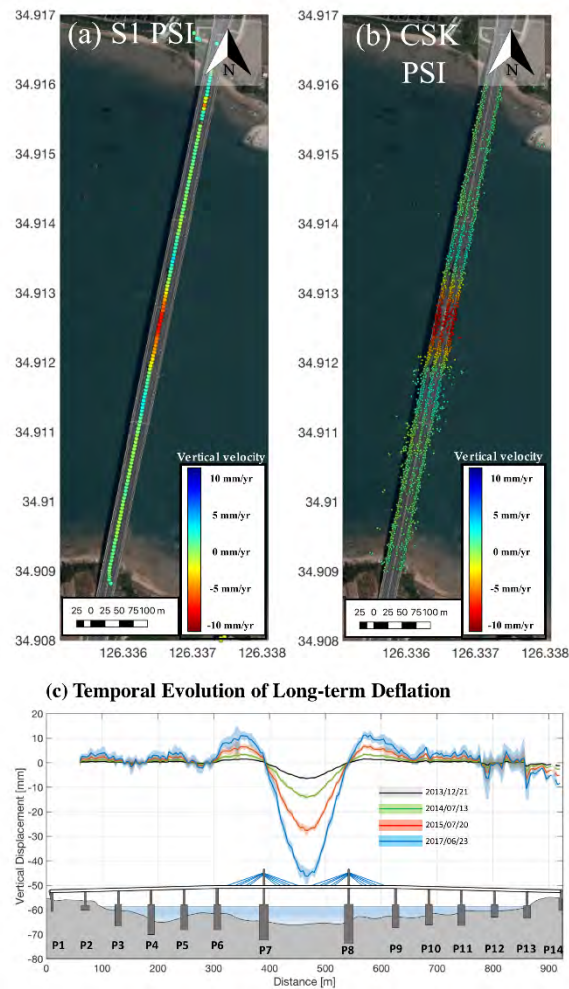 (a) S1 PSI
N
34.917
34.916
34.915
34.914
34.913
34.912
34.911
34.91
34.909
34.908
Vertical velocity
10 mm/yr
5 mm/yr
0 mm/yr
-5 mm/yr
-10 mm/yr
25 0 25 50 75 100 m
126.336 126.337 126.338
(b) CSK
PSI
N
34.917
34.916
34.915
34.914
34.913
34.912
34.911
34.91
34.909
34.908
Vertical velocity
10 mm/yr
5 mm/yr
0 mm/yr
-5 mm/yr
-10 mm/yr
25 0 25 50 75 100 m
126.336 126.337 126.338
(c) Temporal Evolution of Long-term Deflation
Vertical Displacement [mm]
20
10
0
-10
-20
-30
-40
-50
-60
-70
-80
2013/12/21
2014/07/13
2015/07/20
2017/06/23
P1 P2 P3 P4 P5 P6 P7 P8 P9 P10 P11 P12 P13 P14
0 100 200 300 400 500 600 700 800 900
Distance [m]